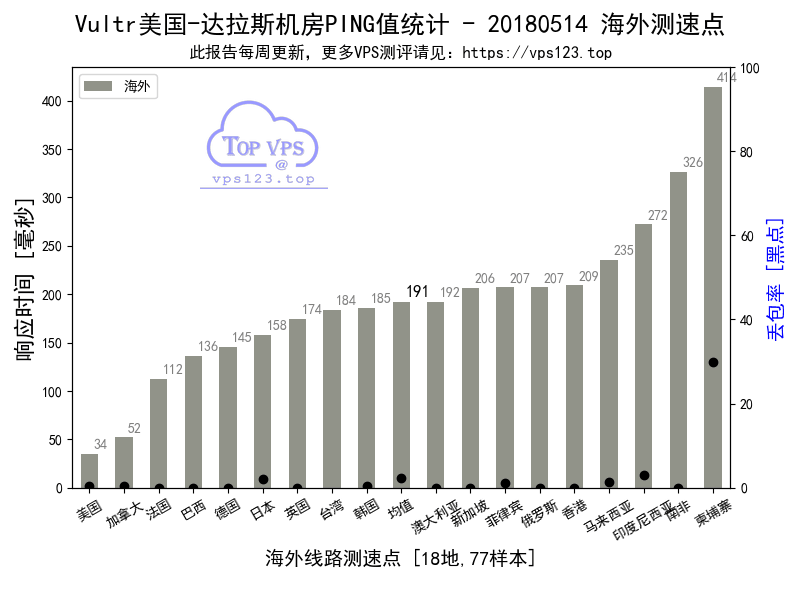 Vultr美国-达拉斯机房PING值统计 - 20180514 海外测速点
此报告每周更新，更多VPS测评请见：https://vps123.top
海外
TOP VPS
@
vps123.top
响应时间 [毫秒]
400
350
300
250
200
150
100
50
0
34
52
112
136
145
158
174
184
185
191
192
206
207
207
209
235
272
326
414
100
80
60
40
20
0
丢包率 [黑点]
美国
加拿大
法国
巴西
德国
日本
英国
台湾
韩国
均值
澳大利亚
新加坡
菲律宾
俄罗斯
香港
马来西亚
印度尼西亚
南非
柬埔寨
海外线路测速点 [18地,77样本]